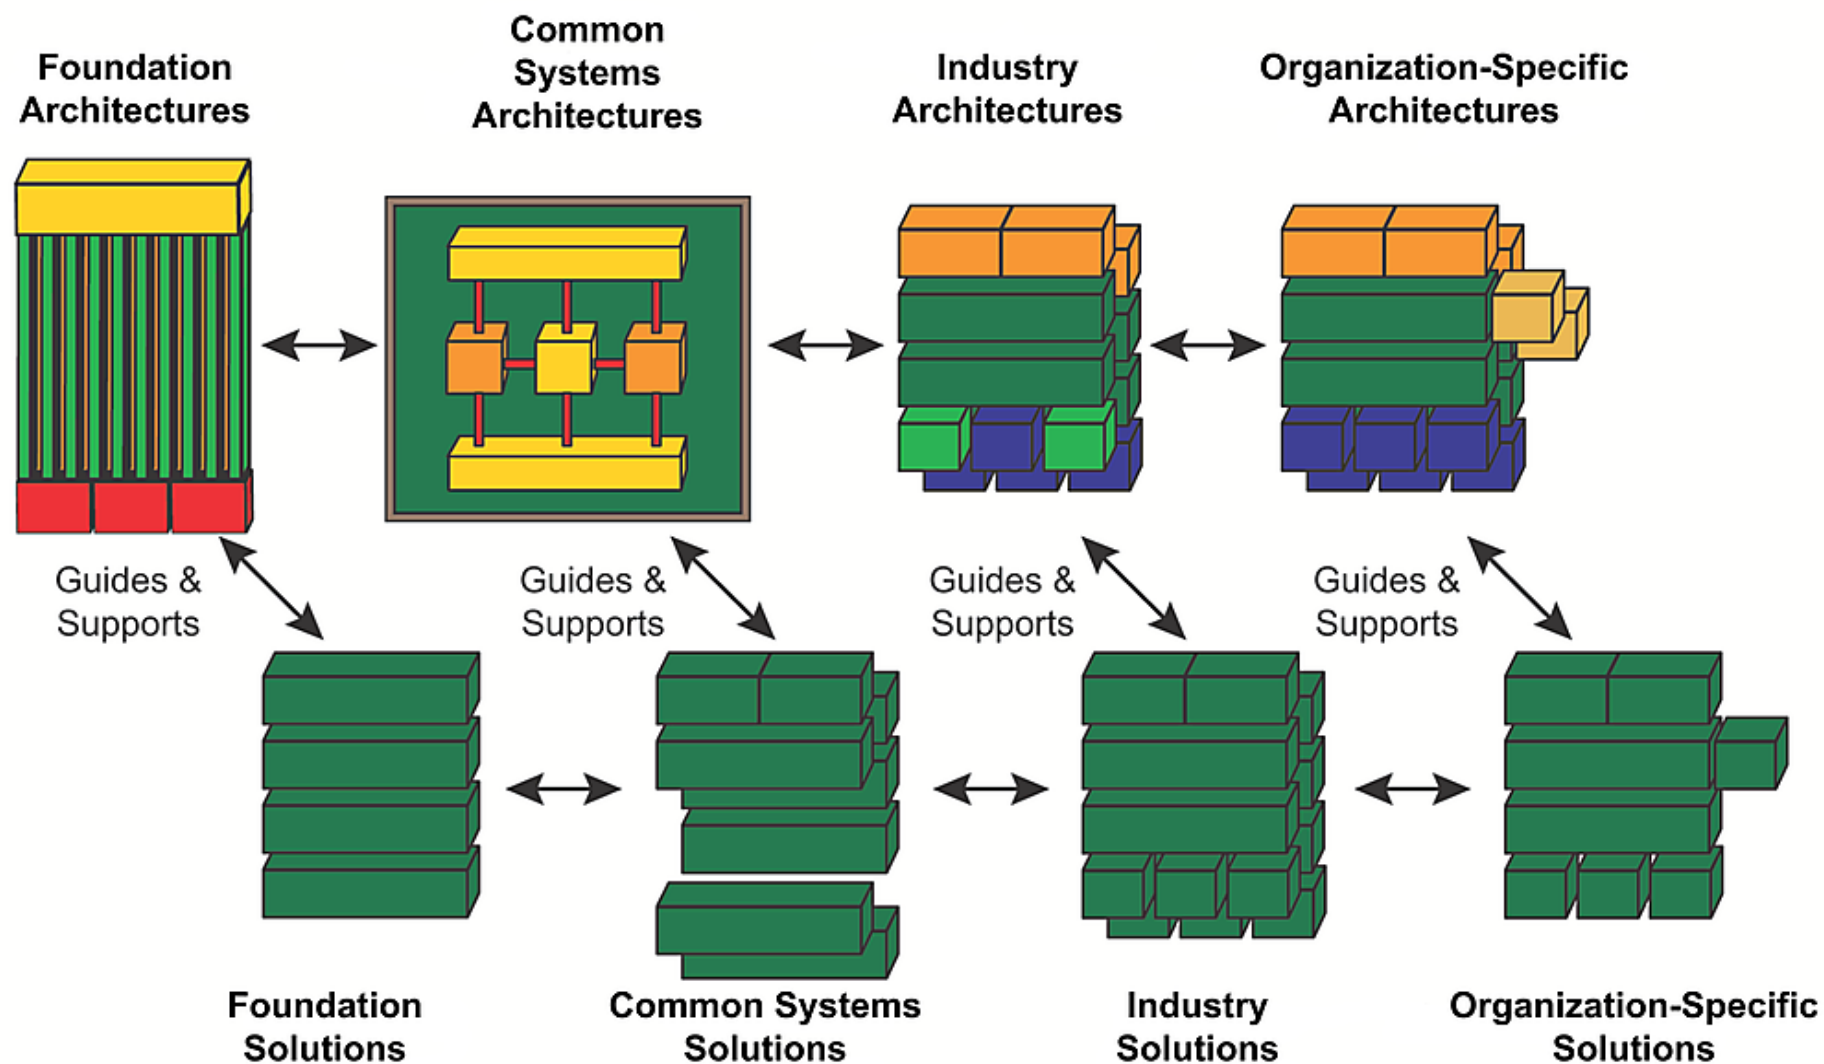 Foundation
Architectures
Common
Systems
Architectures
Industry
Architectures
Organization-Specific
Architectures
Guides &
Supports
Guides &
Supports
Guides &
Supports
Guides &
Supports
Foundation
Solutions
Common Systems
Solutions
Industry
Solutions
Organization-Specific
Solutions